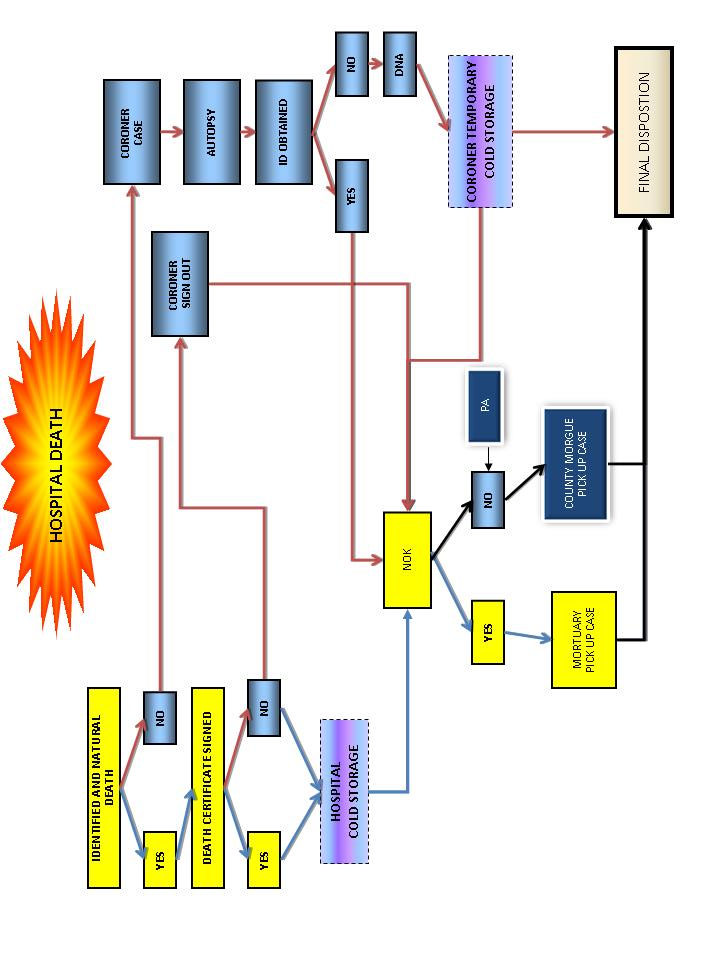 HOSPITAL DEATH
IDENTIFIED AND NATURAL
DEATH
YES
NO
DEATH CERTIFICATE SIGNED
YES
NO
HOSPITAL
COLD STORAGE
CORONER
CASE
AUTOPSY
ID OBTAINED
YES
NO
DNA
CORONER
SIGN OUT
CORONER TEMPORARY
COLD STORAGE
NOK
YES
NO
PA
MORTUARY
PICK UP CASE
COUNTY MORGUE
PICK UP CASE
FINAL DISPOSTION